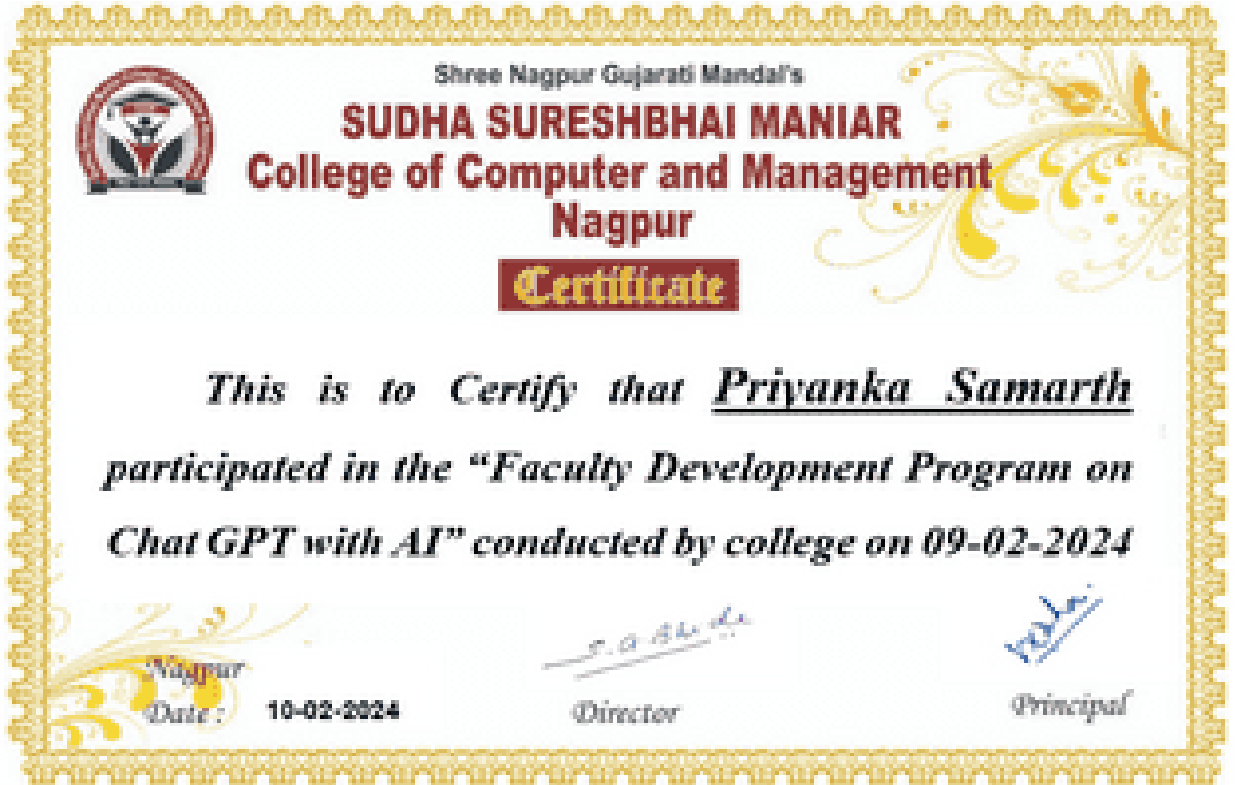 Shree Nagpur Gujarati Mandal's
SUDHA SURESHBHAI MANIAR
College of Computer and Management
Nagpur
Certificate
This is to Certify that Priyanka Samarth
participated in the “Faculty Development Program on
Chat GPT with AI” conducted by college on 09-02-2024
Nagpur
Date : 10-02-2024
Director
Principal